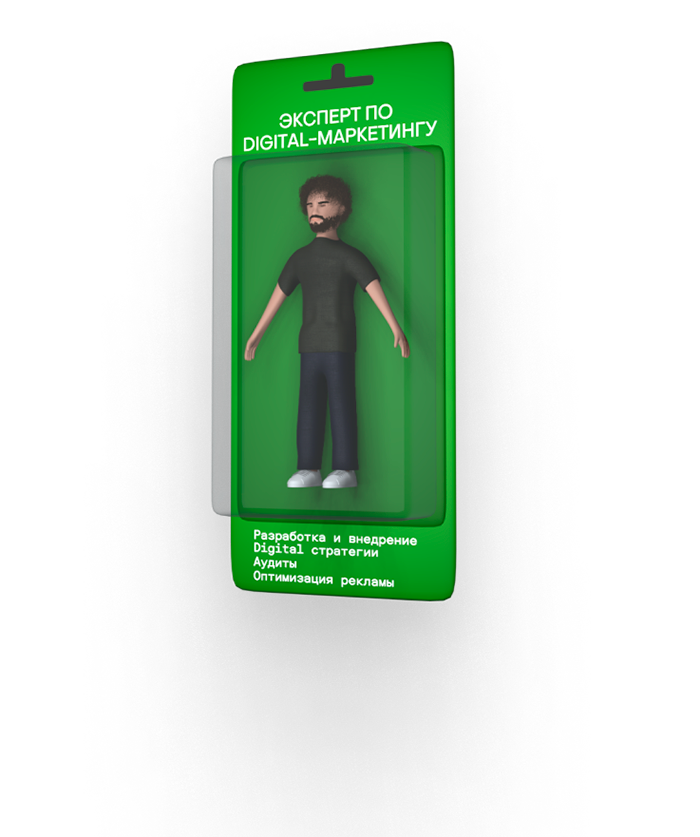 ЭКСПЕРТ ПО
DIGITAL-МАРКЕТИНГУ
Разработка и внедрение
Digital стратегии
Аудиты
Оптимизация рекламы